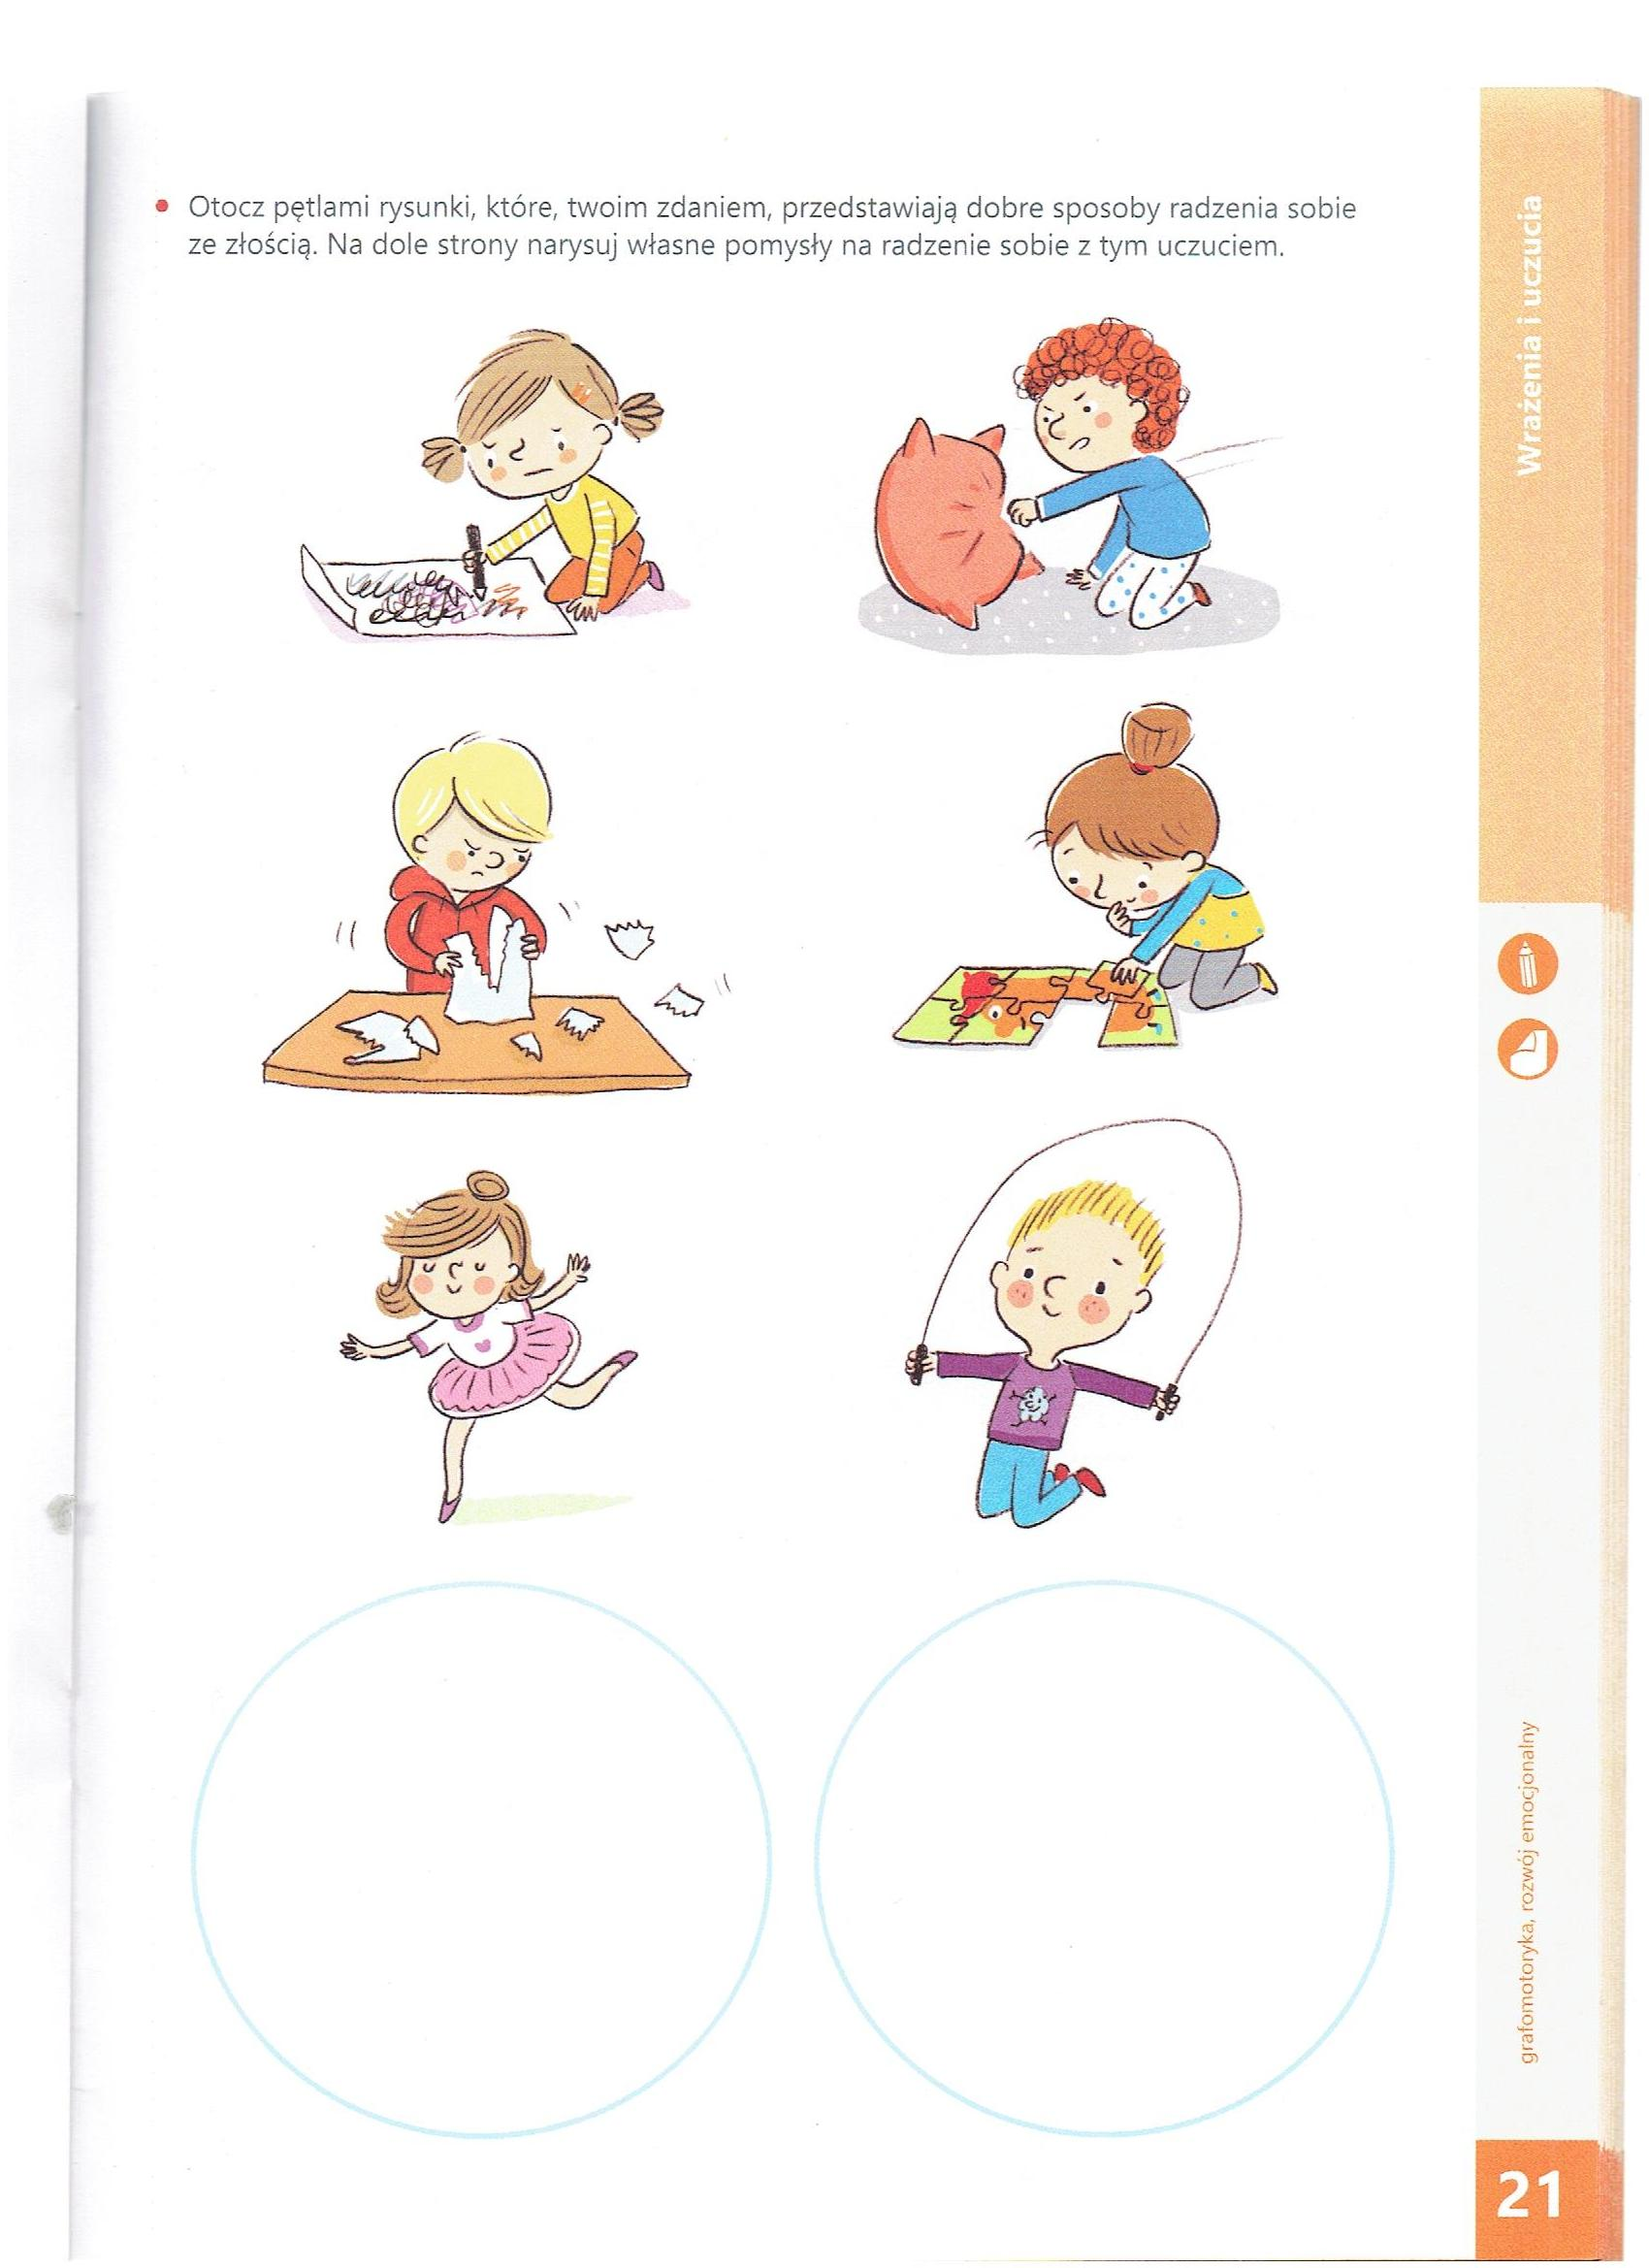 Otocz pętlami rysunki, które, twoim zdaniem, przedstawiają dobre sposoby radzenia sobie
ze złością. Na dole strony narysuj własne pomysły na radzenie sobie z tym uczuciem.
Wrażenia i uczucia
grafomotoryka, rozwój emocjonalny
21